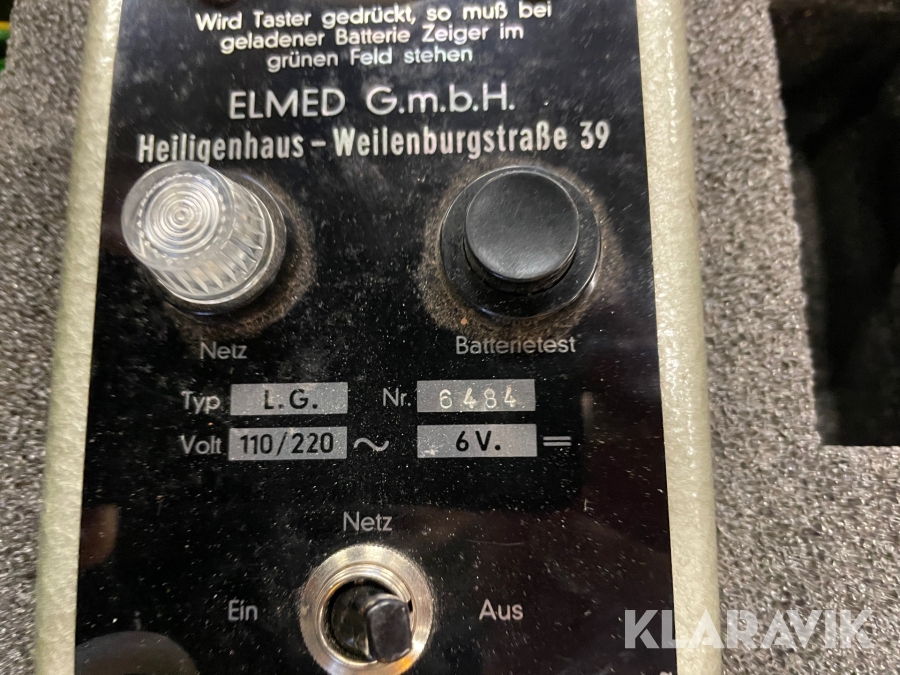 Wird Taster gedrückt, so muß bei
geladener Batterie Zeiger im
grünen Feld stehen
ELMED G.m.b.H.
Heiligenhaus - Weilenburgstraße 39
Netz
Batterietest
Typ L.G. Nr. 6484
Volt 110/220 ~ 6V. ⎓
Netz
Ein Aus
KLARAVIK